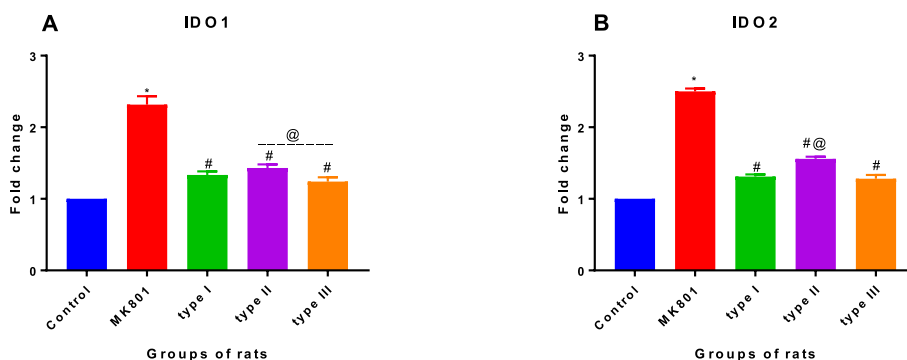 A
IDO1
Fold change
3
2
1
0
*
#
#
#
@
Control
MK801
type I
type II
type III
Groups of rats
B
IDO2
Fold change
3
2
1
0
*
#
#@
#
Control
MK801
type I
type II
type III
Groups of rats